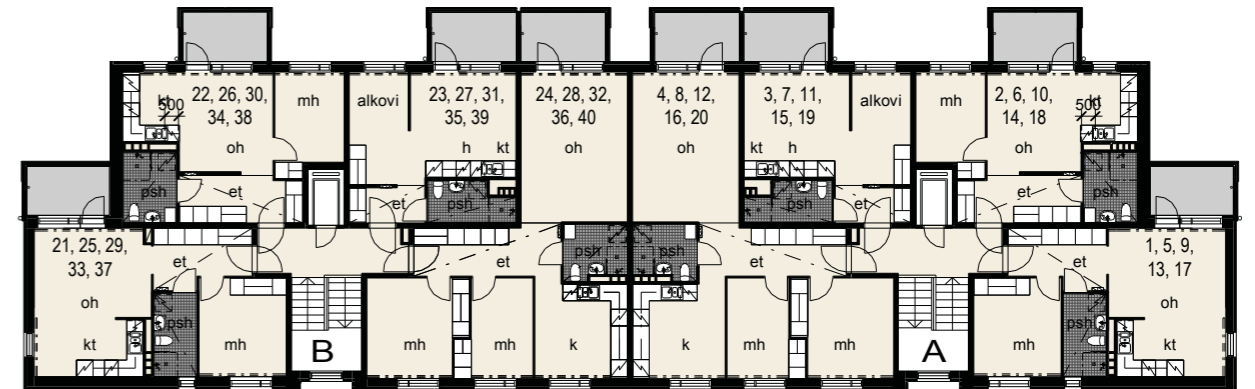 kt
500
22, 26, 30,
34, 38
oh
mh
alkovi
23, 27, 31,
35, 39
h kt
24, 28, 32,
36, 40
oh
4, 8, 12,
16, 20
oh
3, 7, 11,
15, 19
kt h
alkovi
mh
2, 6, 10,
14, 18
oh
kt
500
psh
et
et
psh
psh
et
et
psh
21, 25, 29,
33, 37
oh
kt
et
psh
mh
B
et
psh
mh
mh
k
psh
et
k
mh
mh
A
et
mh
psh
1, 5, 9,
13, 17
oh
kt